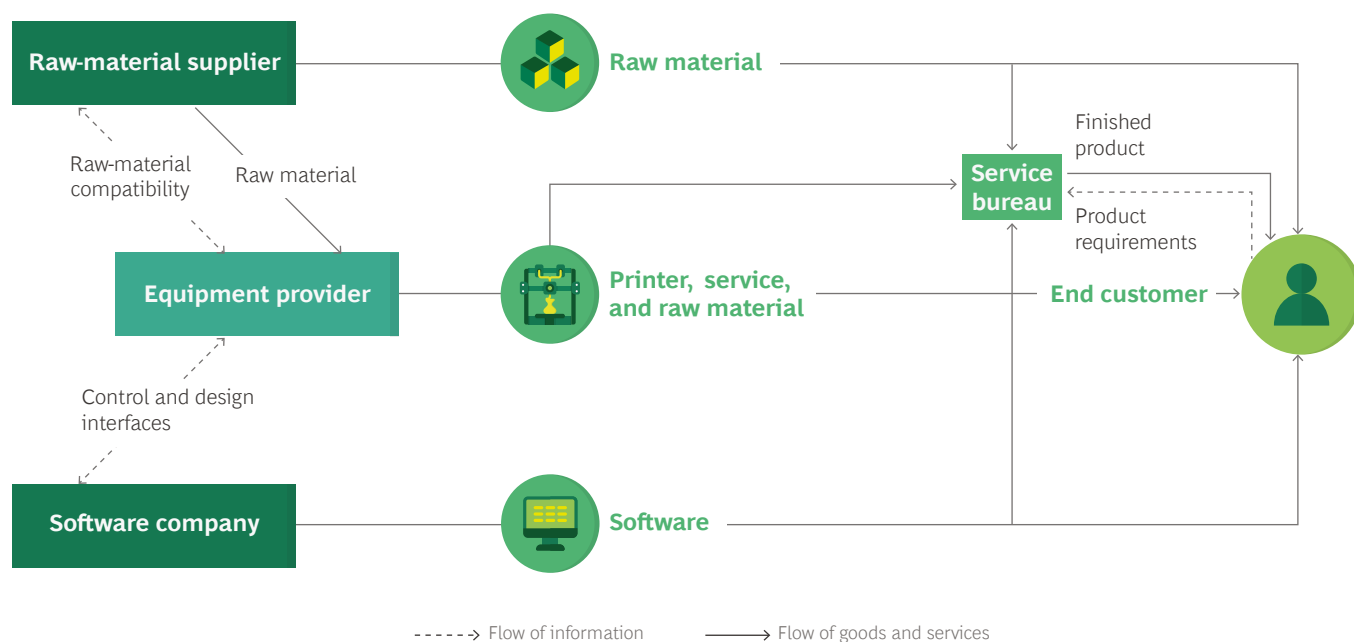 Raw-material supplier
Raw material
Finished
product
Raw-material
compatibility
Raw material
Service
bureau
Product
requirements
Equipment provider
Printer, service,
and raw material
End customer
Control and design
interfaces
Software company
Software
Flow of information
Flow of goods and services